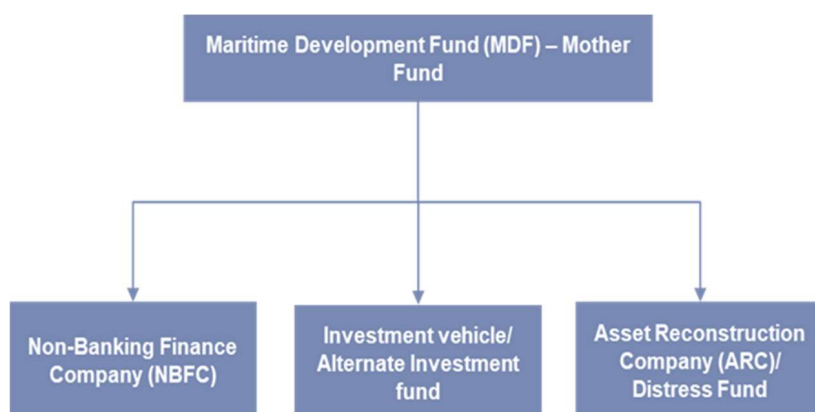 Maritime Development Fund (MDF) – Mother
Fund
Non-Banking Finance
Company (NBFC)
Investment vehicle/
Alternate Investment
fund
Asset Reconstruction
Company (ARC)/
Distress Fund